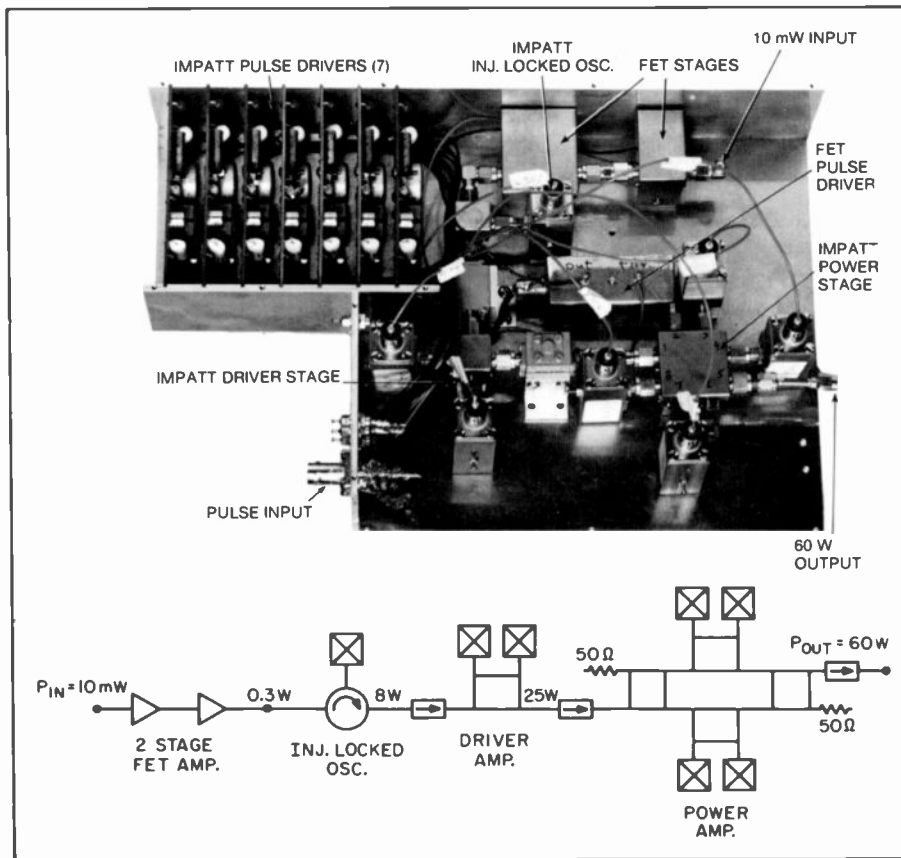 IMPATT PULSE DRIVERS (7)
IMPATT
INJ. LOCKED OSC.
FET STAGES
10 mW INPUT
FET
PULSE
DRIVER
IMPATT
POWER
STAGE
IMPATT DRIVER STAGE
PULSE INPUT
60 W
OUTPUT
PIN = 10mW
0.3W
8W
25W
50Ω
POUT = 60W
50Ω
2 STAGE
FET AMP.
INJ. LOCKED
OSC.
DRIVER
AMP.
POWER
AMP.